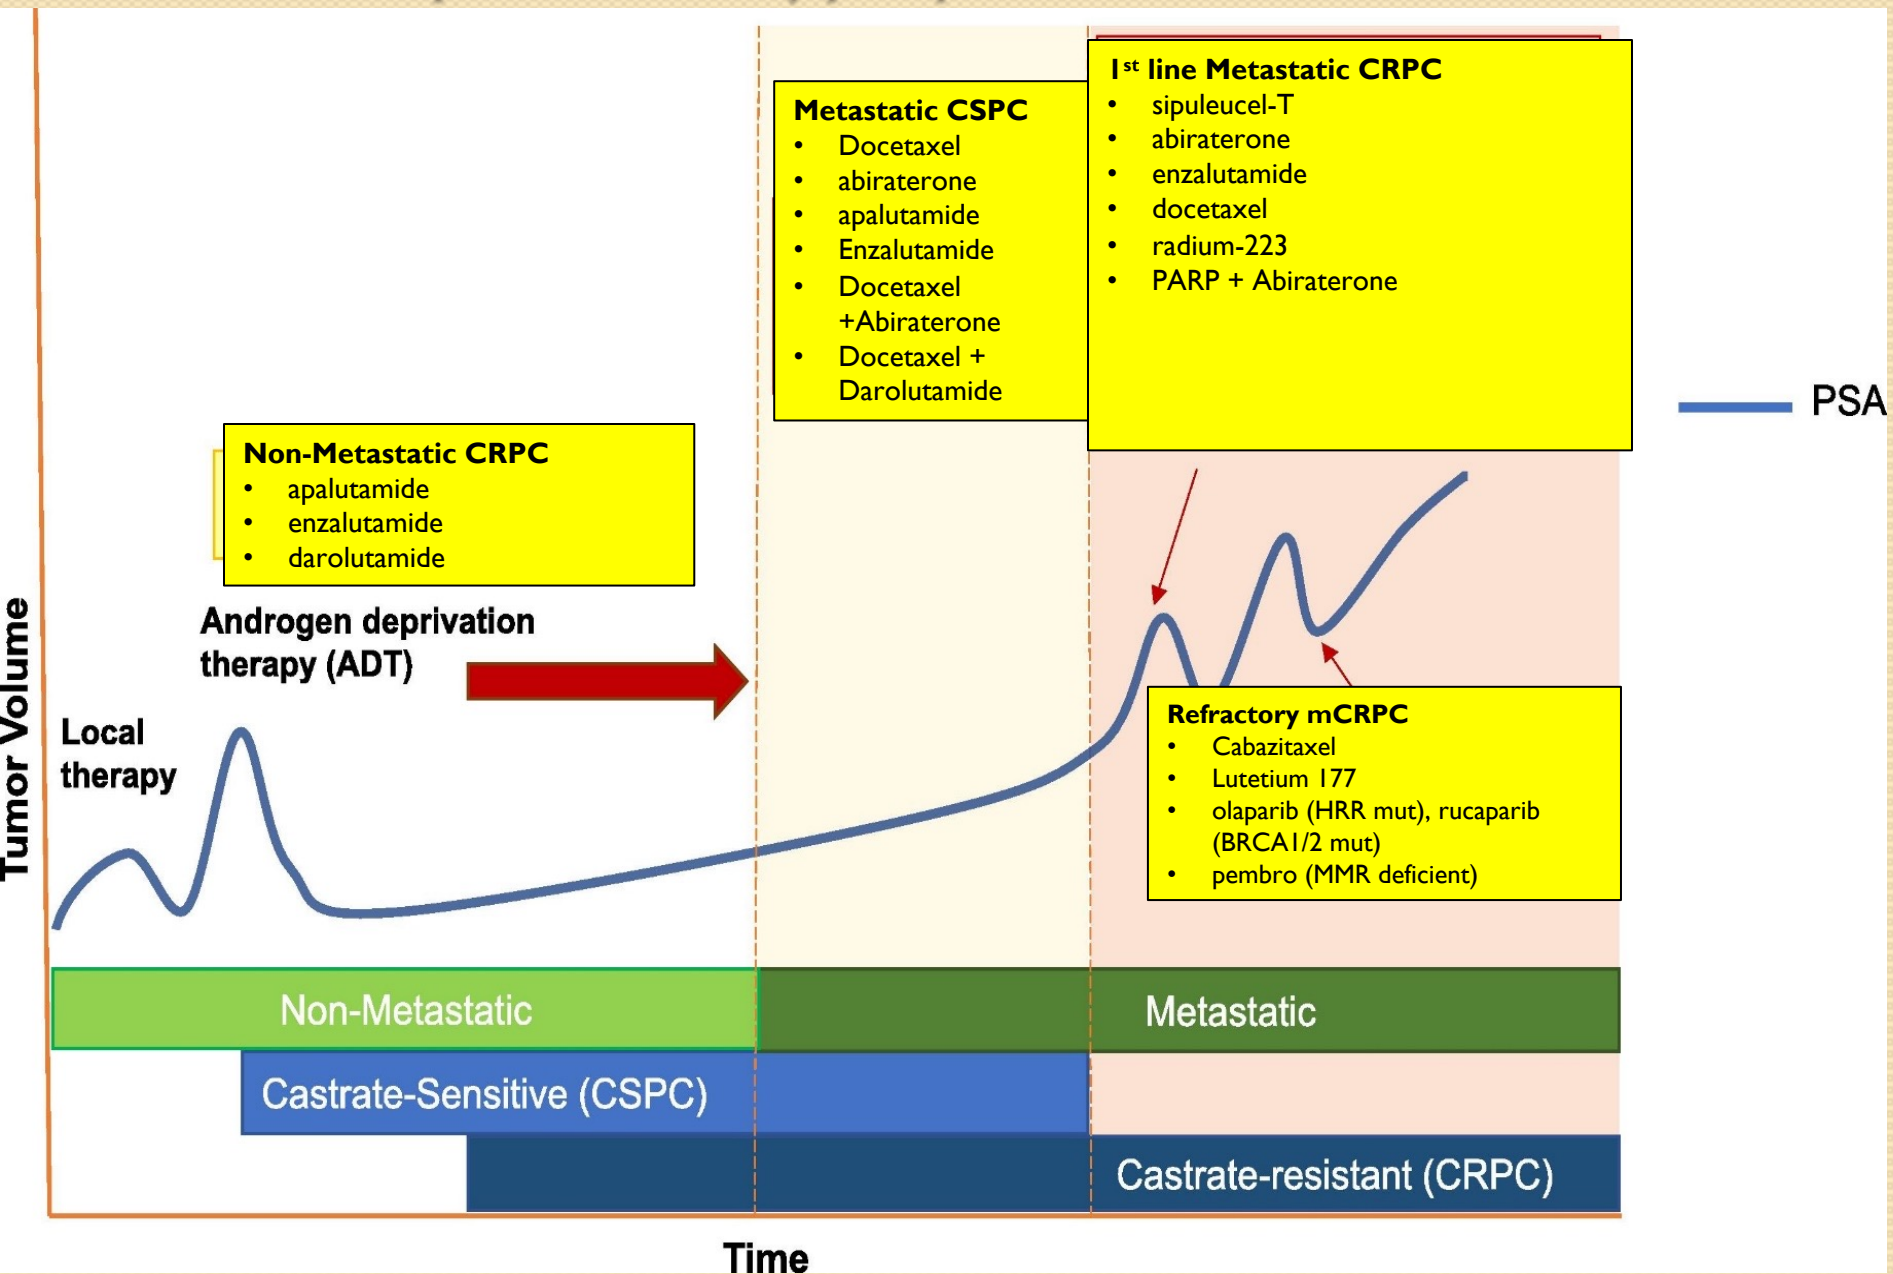 1st line Metastatic CRPC
• sipuleucel-T
• abiraterone
• enzalutamide
• docetaxel
• radium-223
• PARP + Abiraterone
Metastatic CSPC
• Docetaxel
• abiraterone
• apalutamide
• Enzalutamide
• Docetaxel
+Abiraterone
• Docetaxel +
Darolutamide
PSA
Non-Metastatic CRPC
• apalutamide
• enzalutamide
• darolutamide
Androgen deprivation
therapy (ADT)
Local
therapy
Tumor Volume
Refractory mCRPC
• Cabazitaxel
• Lutetium 177
• olaparib (HRR mut), rucaparib
(BRCA1/2 mut)
• pembro (MMR deficient)
Non-Metastatic
Metastatic
Castrate-Sensitive (CSPC)
Castrate-resistant (CRPC)
Time